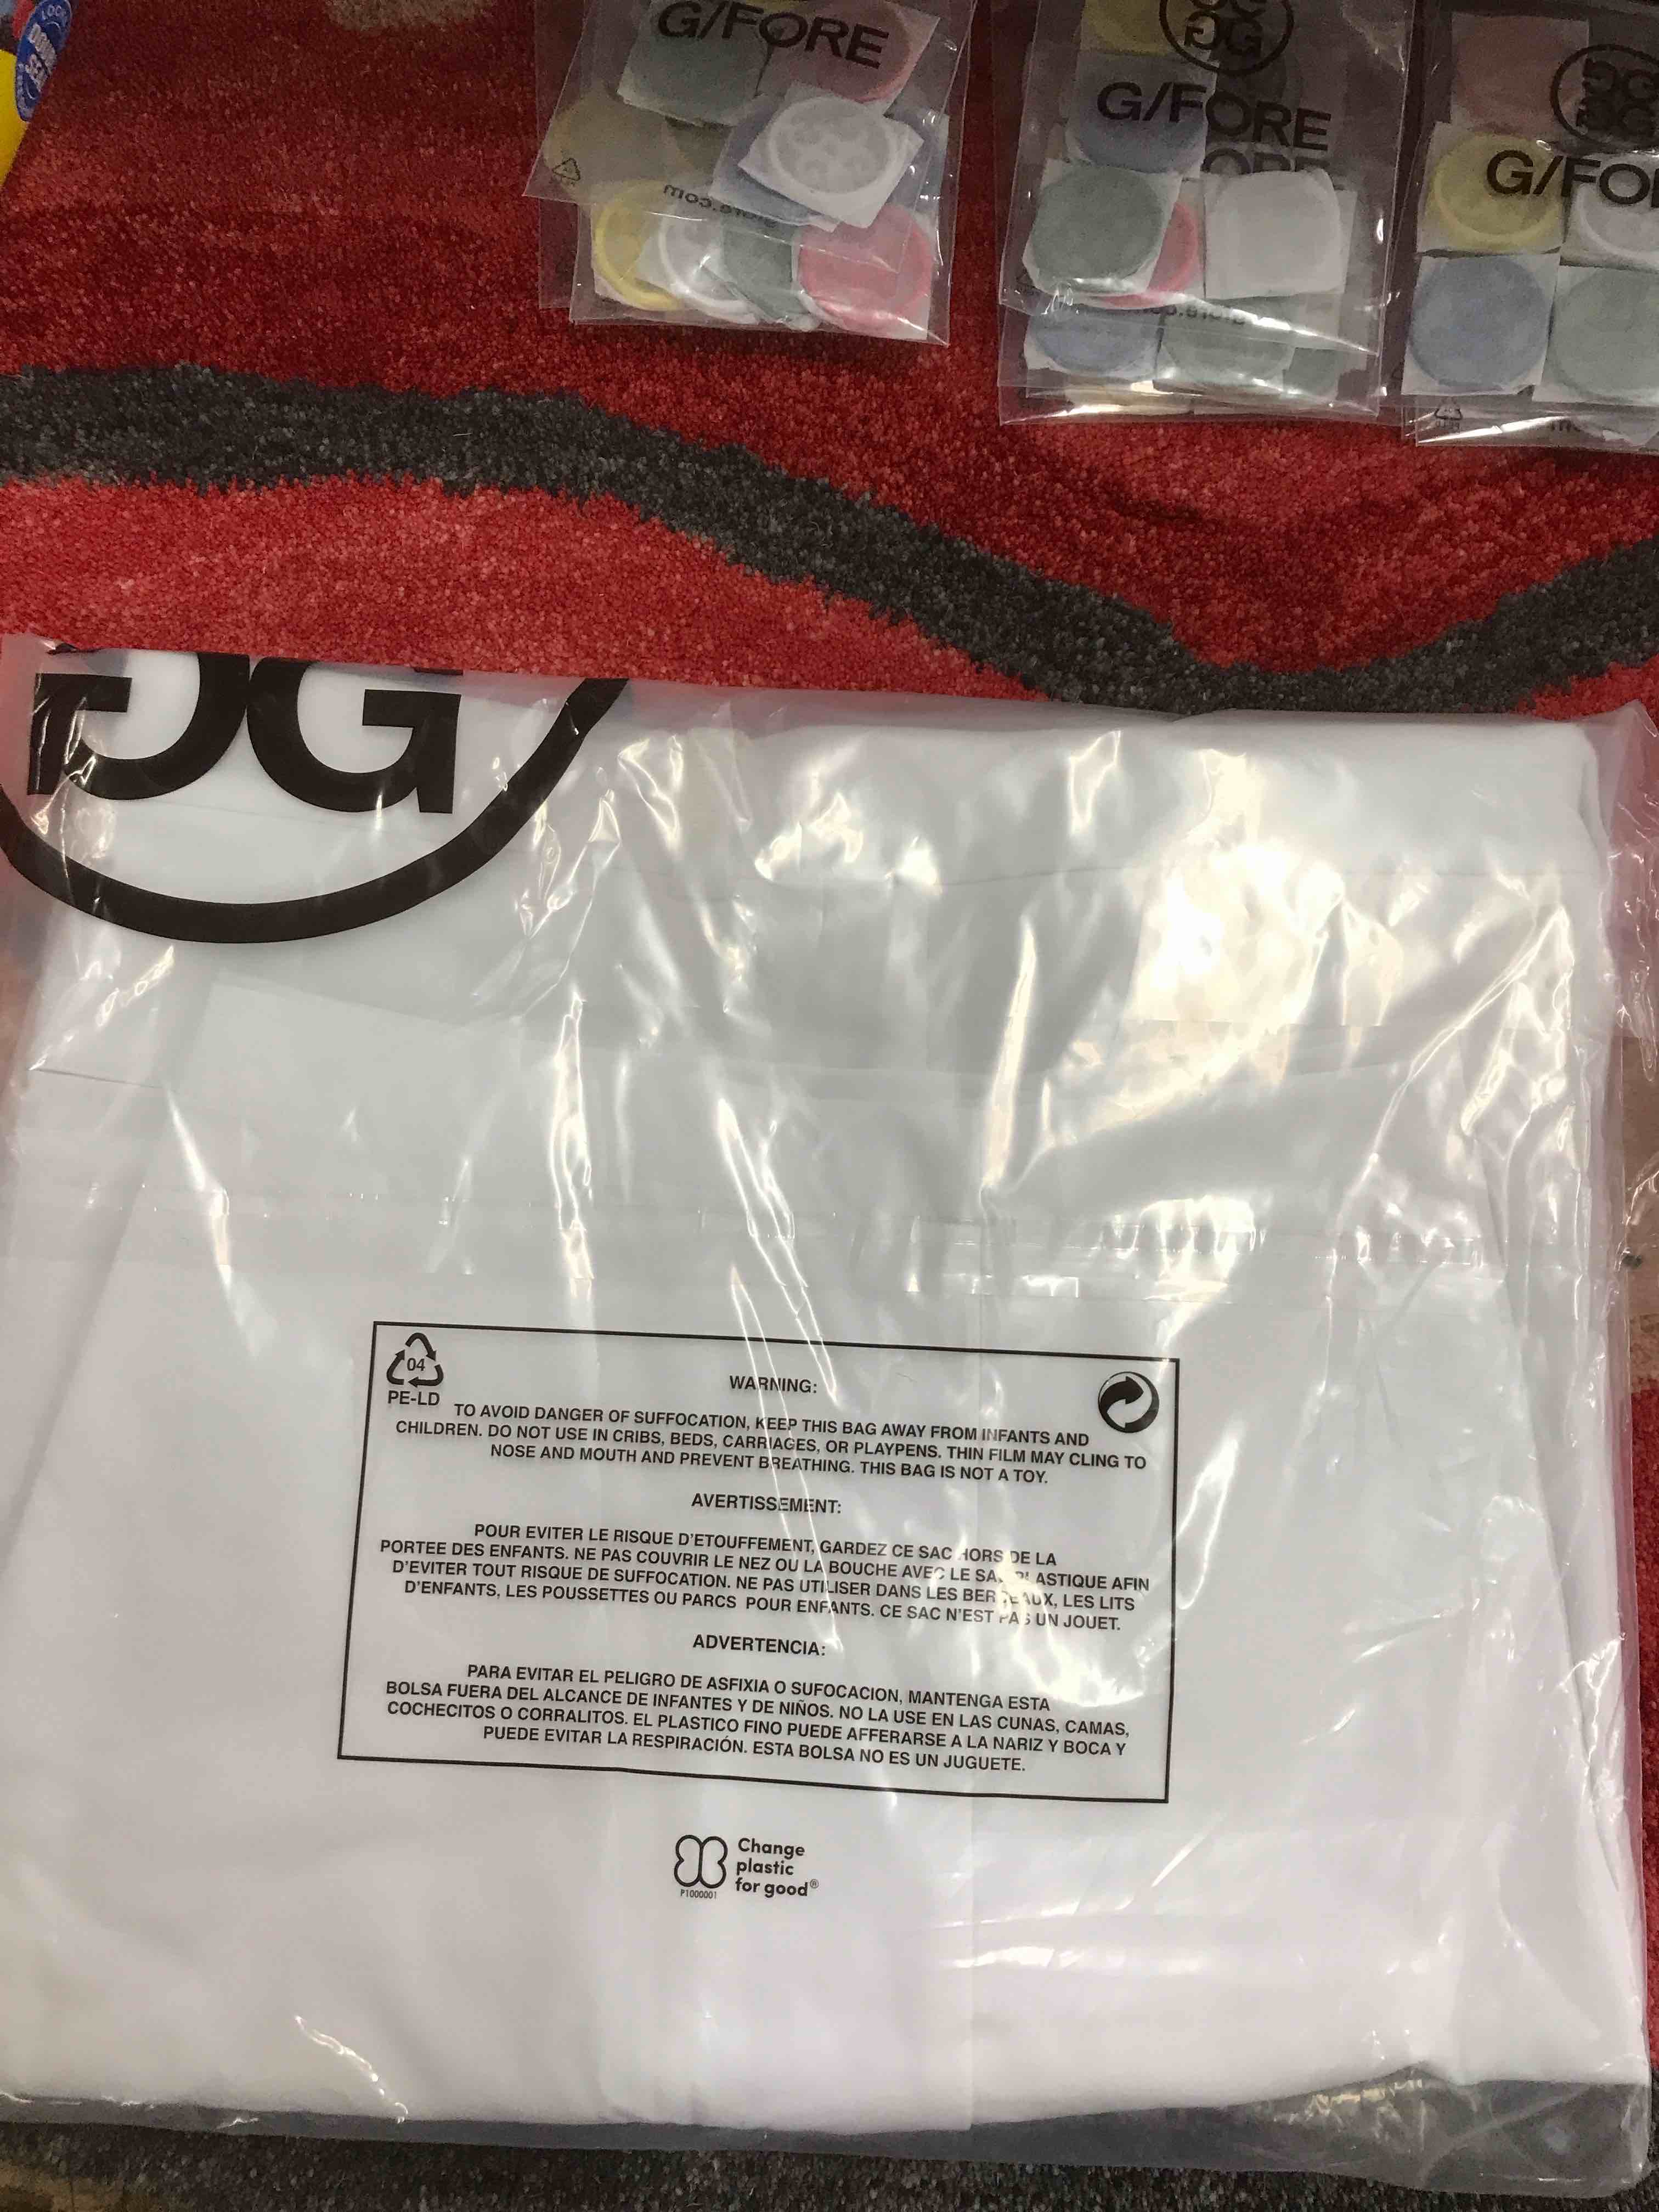 LOCK
G/FORE
G/FORE
G/FO
GG
04
PE-LD
WARNING:
TO AVOID DANGER OF SUFFOCATION, KEEP THIS BAG AWAY FROM INFANTS AND
CHILDREN. DO NOT USE IN CRIBS, BEDS, CARRIAGES, OR PLAYPENS. THIN FILM MAY CLING TO
NOSE AND MOUTH AND PREVENT BREATHING. THIS BAG IS NOT A TOY.
AVERTISSEMENT:
POUR EVITER LE RISQUE D'ETOUFFEMENT, GARDEZ CE SAC HORS DE LA
PORTEE DES ENFANTS. NE PAS COUVRIR LE NEZ OU LA BOUCHE AVEC LE SAC PLASTIQUE AFIN
D'EVITER TOUT RISQUE DE SUFFOCATION. NE PAS UTILISER DANS LES BERCEAUX, LES LITS
D'ENFANTS, LES POUSSETTES OU PARCS POUR ENFANTS. CE SAC N'EST PAS UN JOUET.
ADVERTENCIA:
PARA EVITAR EL PELIGRO DE ASFIXIA O SUFOCACION, MANTENGA ESTA
BOLSA FUERA DEL ALCANCE DE INFANTES Y DE NIÑOS. NO LA USE EN LAS CUNAS, CAMAS,
COCHECITOS O CORRALITOS. EL PLASTICO FINO PUEDE AFFERARSE A LA NARIZ Y BOCA Y
PUEDE EVITAR LA RESPIRACIÓN. ESTA BOLSA NO ES UN JUGUETE.
Change
plastic
for good®
P1000001